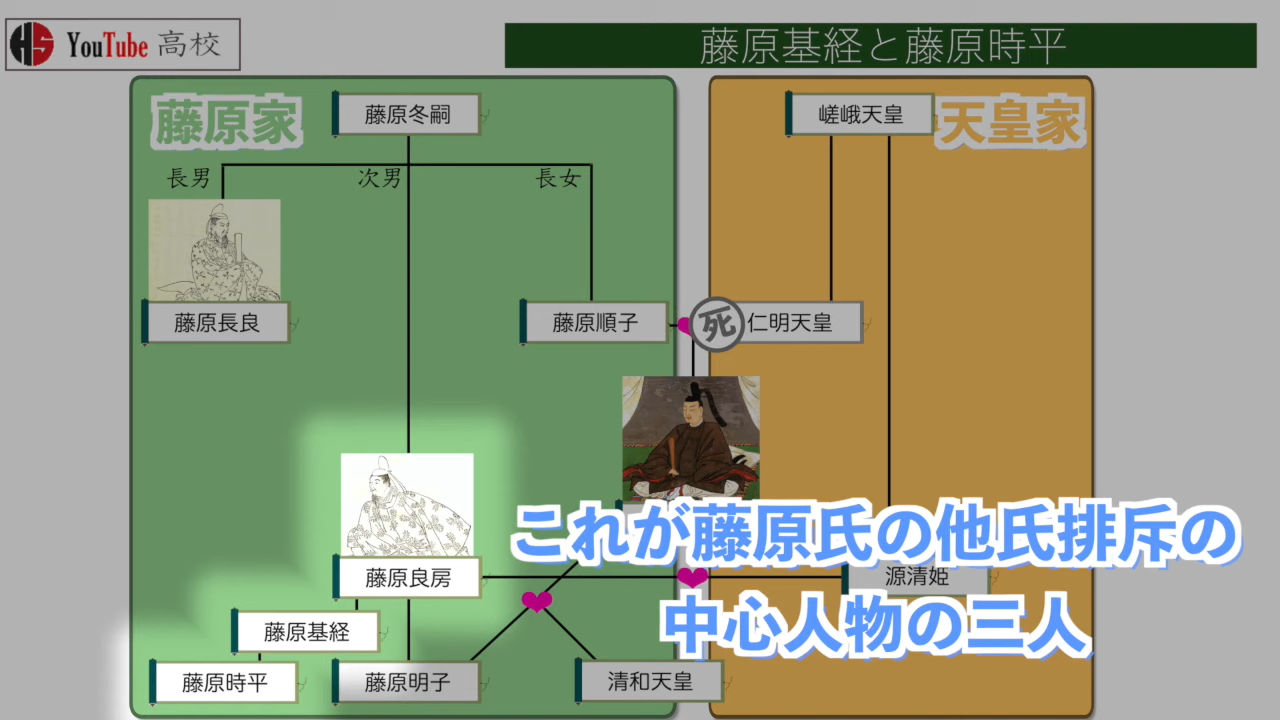 HS YouTube 高校
藤原基経と藤原時平
藤原家
藤原冬嗣
嵯峨天皇
天皇家
長男
次男
長女
藤原長良
藤原順子
死
仁明天皇
これが藤原氏の他氏排斥の
中心人物の三人
藤原良房
源清姫
藤原基経
藤原時平
藤原明子
清和天皇